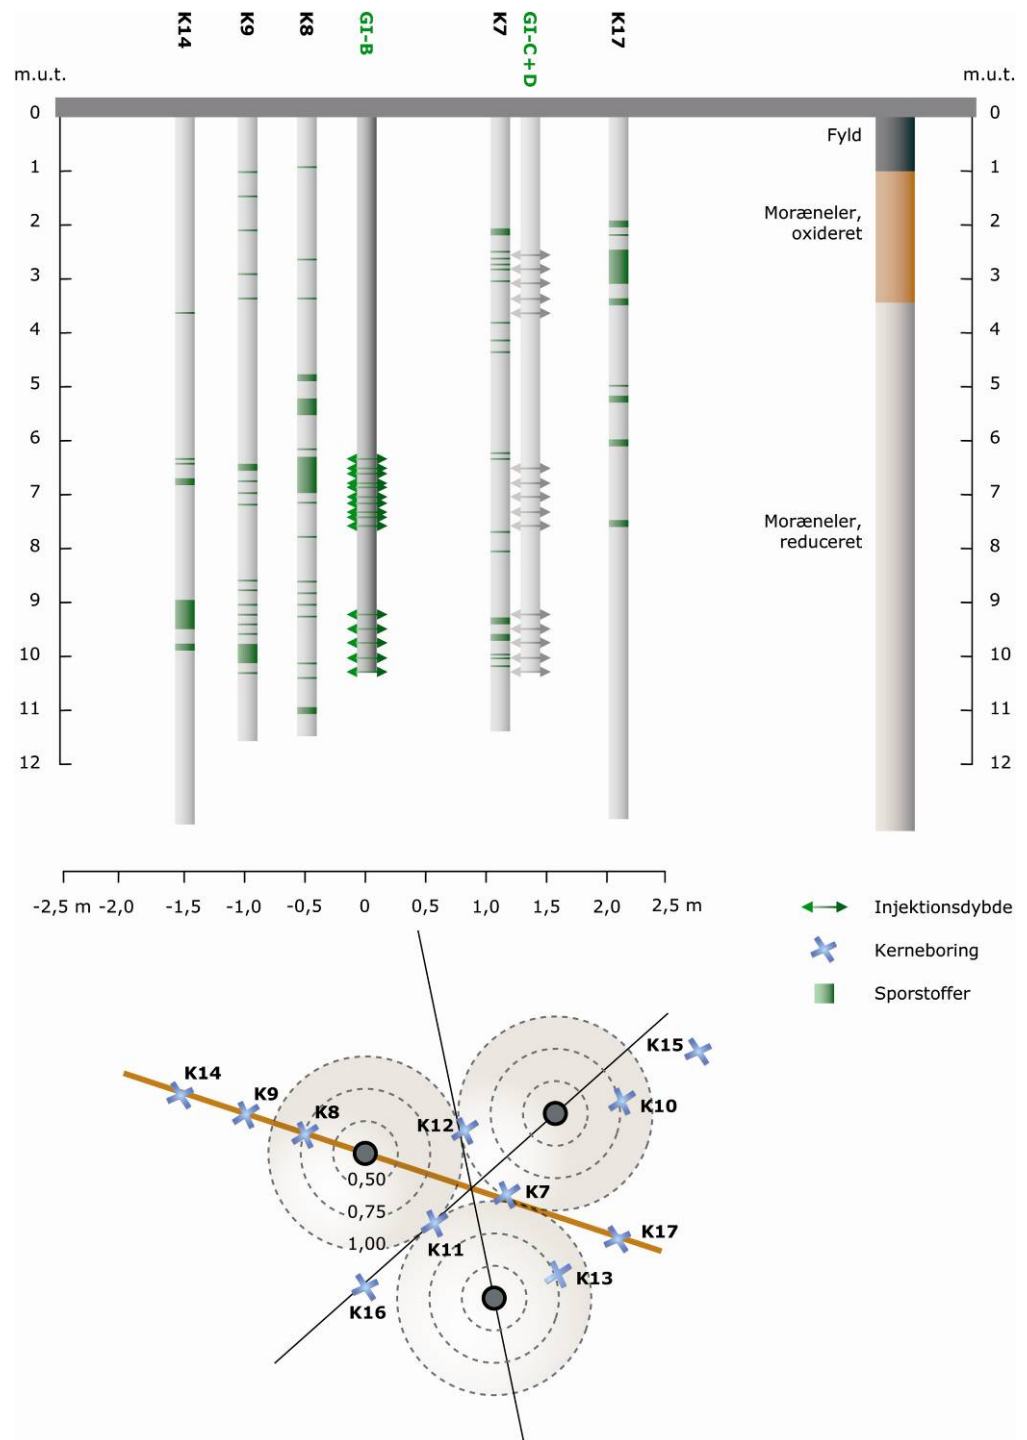 K14
K9
K8
GI-B
K7
GI-C+D
K17
m.u.t.
m.u.t.
0
0
Fyld
1
1
Moræneler,
2
oxideret
2
3
3
4
4
5
5
6
6
7
7
Moræneler,
reduceret
8
8
9
9
10
10
11
11
12
12
-2,5 m
-2,0
-1,5
-1,0
-0,5
0
0,5
1,0
1,5
2,0
2,5 m
Injektionsdybde
Kerneboring
Sporstoffer
K15
K14
K9
K8
K12
K10
0,50
0,75
1,00
K7
K17
K11
K13
K16